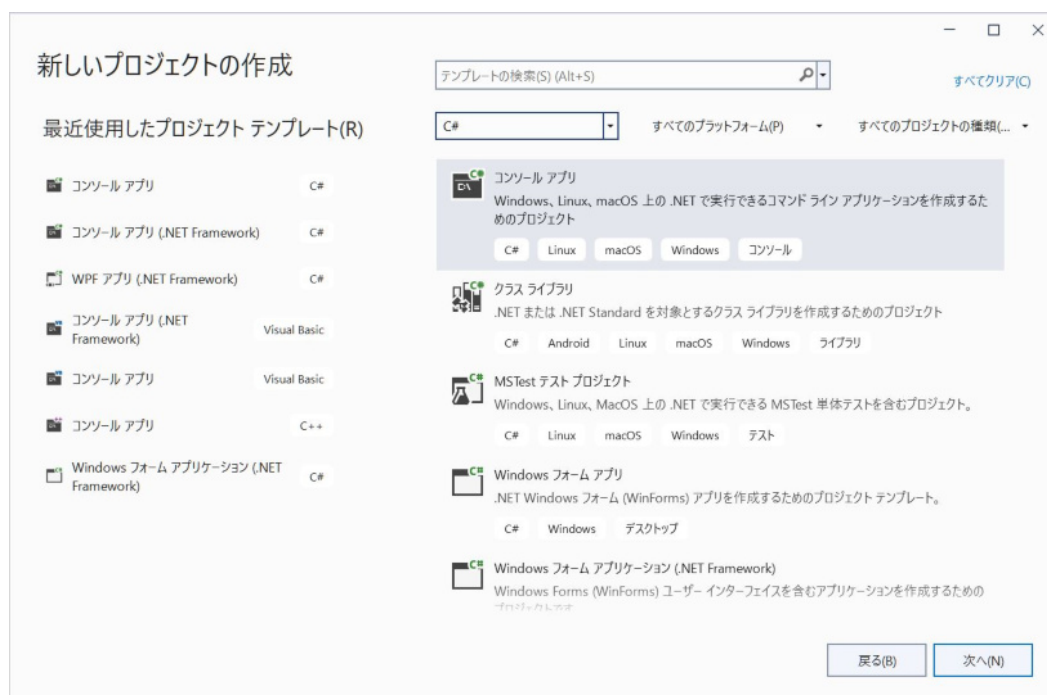 新しいプロジェクトの作成
テンプレートの検索(S) (Alt+S)
すべてクリア(C)
最近使用したプロジェクト テンプレート(R)
C#
すべてのプラットフォーム(P)
すべてのプロジェクトの種類(...
コンソール アプリ
C#
コンソール アプリ (.NET Framework)
C#
WPF アプリ (.NET Framework)
C#
コンソール アプリ (.NET
Framework)
Visual Basic
コンソール アプリ
Visual Basic
コンソール アプリ
C++
Windows フォーム アプリケーション (.NET
Framework)
C#
コンソール アプリ
Windows、Linux、macOS 上の .NET で実行できるコマンド ライン アプリケーションを作成するた
めのプロジェクト
C# Linux macOS Windows コンソール
クラス ライブラリ
.NET または .NET Standard を対象とするクラス ライブラリを作成するためのプロジェクト
C# Android Linux macOS Windows ライブラリ
MSTest テスト プロジェクト
Windows、Linux、MacOS 上の .NET で実行できる MSTest 単体テストを含むプロジェクト。
C# Linux macOS Windows テスト
Windows フォーム アプリ
.NET Windows フォーム (WinForms) アプリを作成するためのプロジェクト テンプレート。
C# Windows デスクトップ
Windows フォーム アプリケーション (.NET Framework)
Windows Forms (WinForms) ユーザー インターフェイスを含むアプリケーションを作成するための
プロジェクトです
戻る(B)
次へ(N)